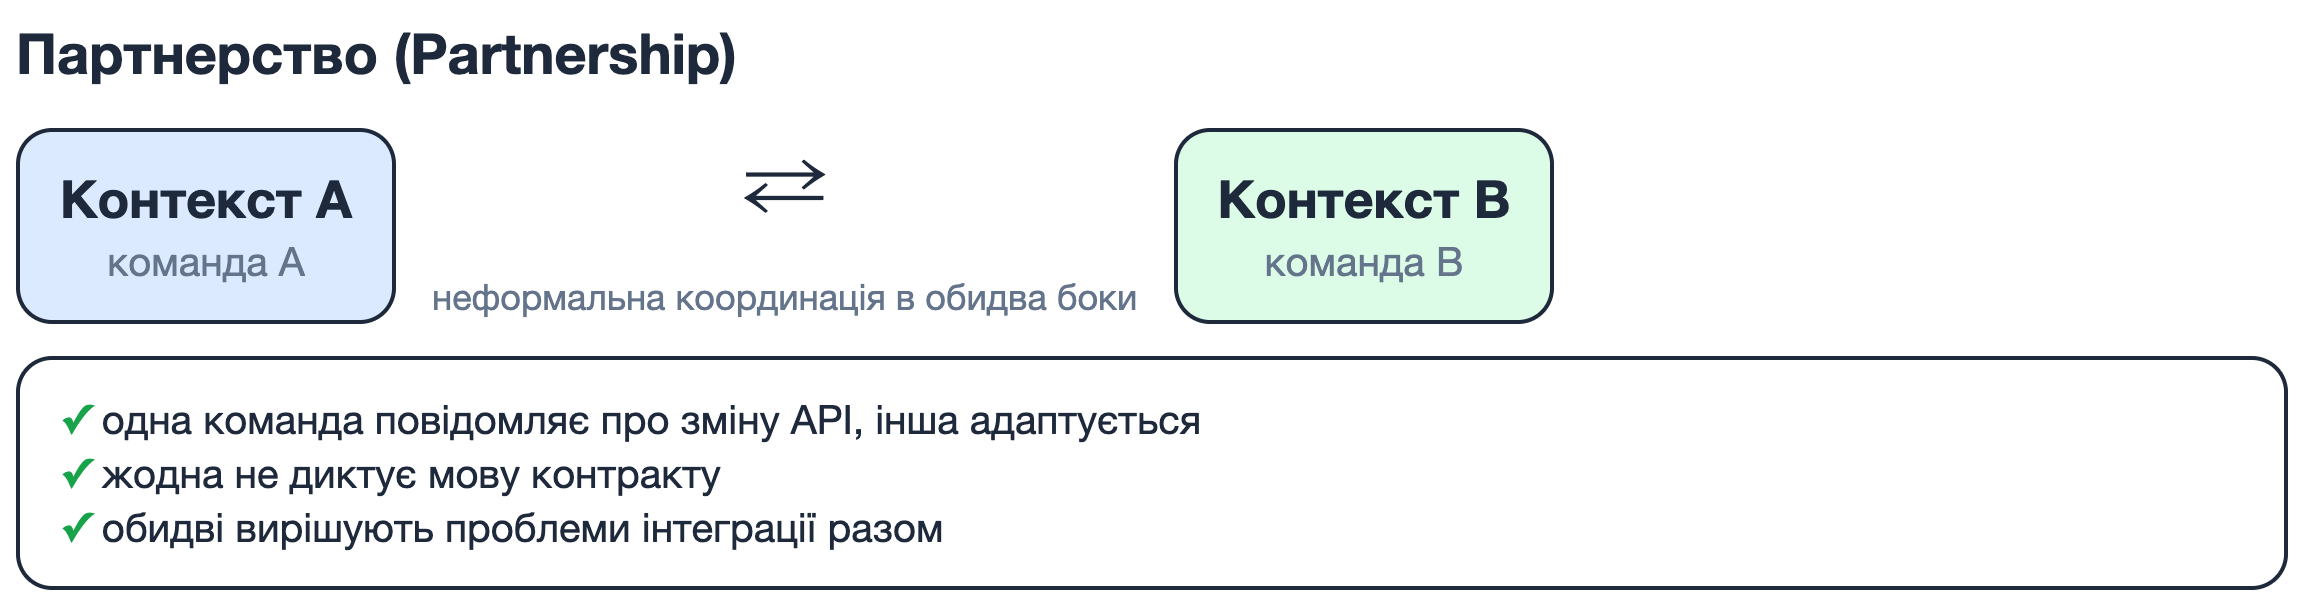 Партнерство (Partnership)
Контекст A
команда A
⇄
неформальна координація в обидва боки
Контекст B
команда B
✓ одна команда повідомляє про зміну API, інша адаптується
✓ жодна не диктує мову контракту
✓ обидві вирішують проблеми інтеграції разом